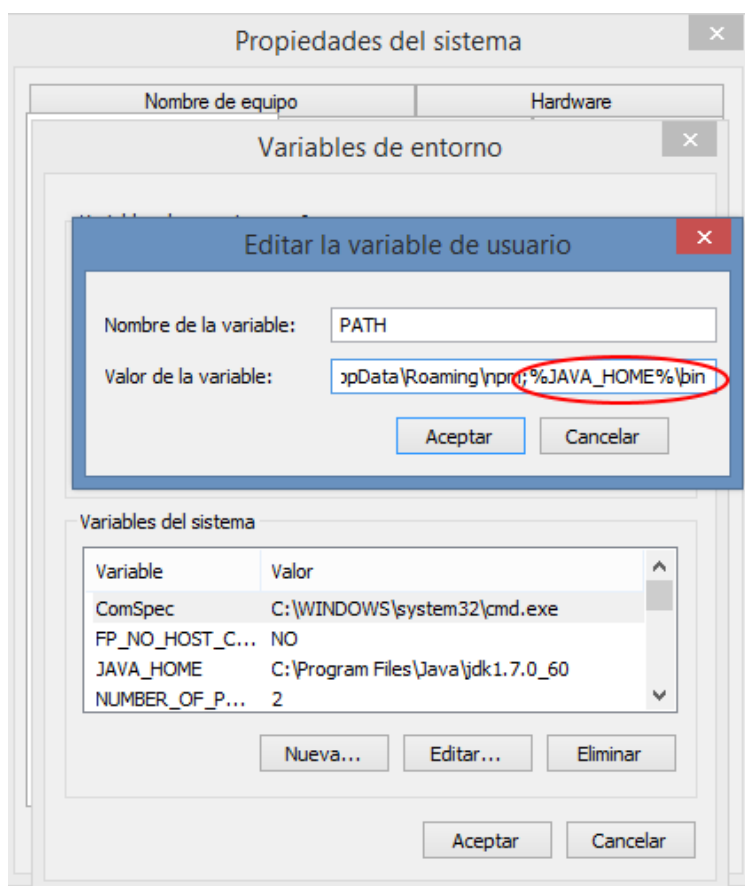 Propiedades del sistema
Nombre de equipo Hardware
Variables de entorno
Editar la variable de usuario
Nombre de la variable: PATH
Valor de la variable: ppData\Roaming\npm;%JAVA_HOME%\bin
Aceptar Cancelar
Variables del sistema
Variable Valor
ComSpec C:\WINDOWS\system32\cmd.exe
FP_NO_HOST_C... NO
JAVA_HOME C:\Program Files\Java\jdk1.7.0_60
NUMBER_OF_P... 2
Nueva... Editar... Eliminar
Aceptar Cancelar